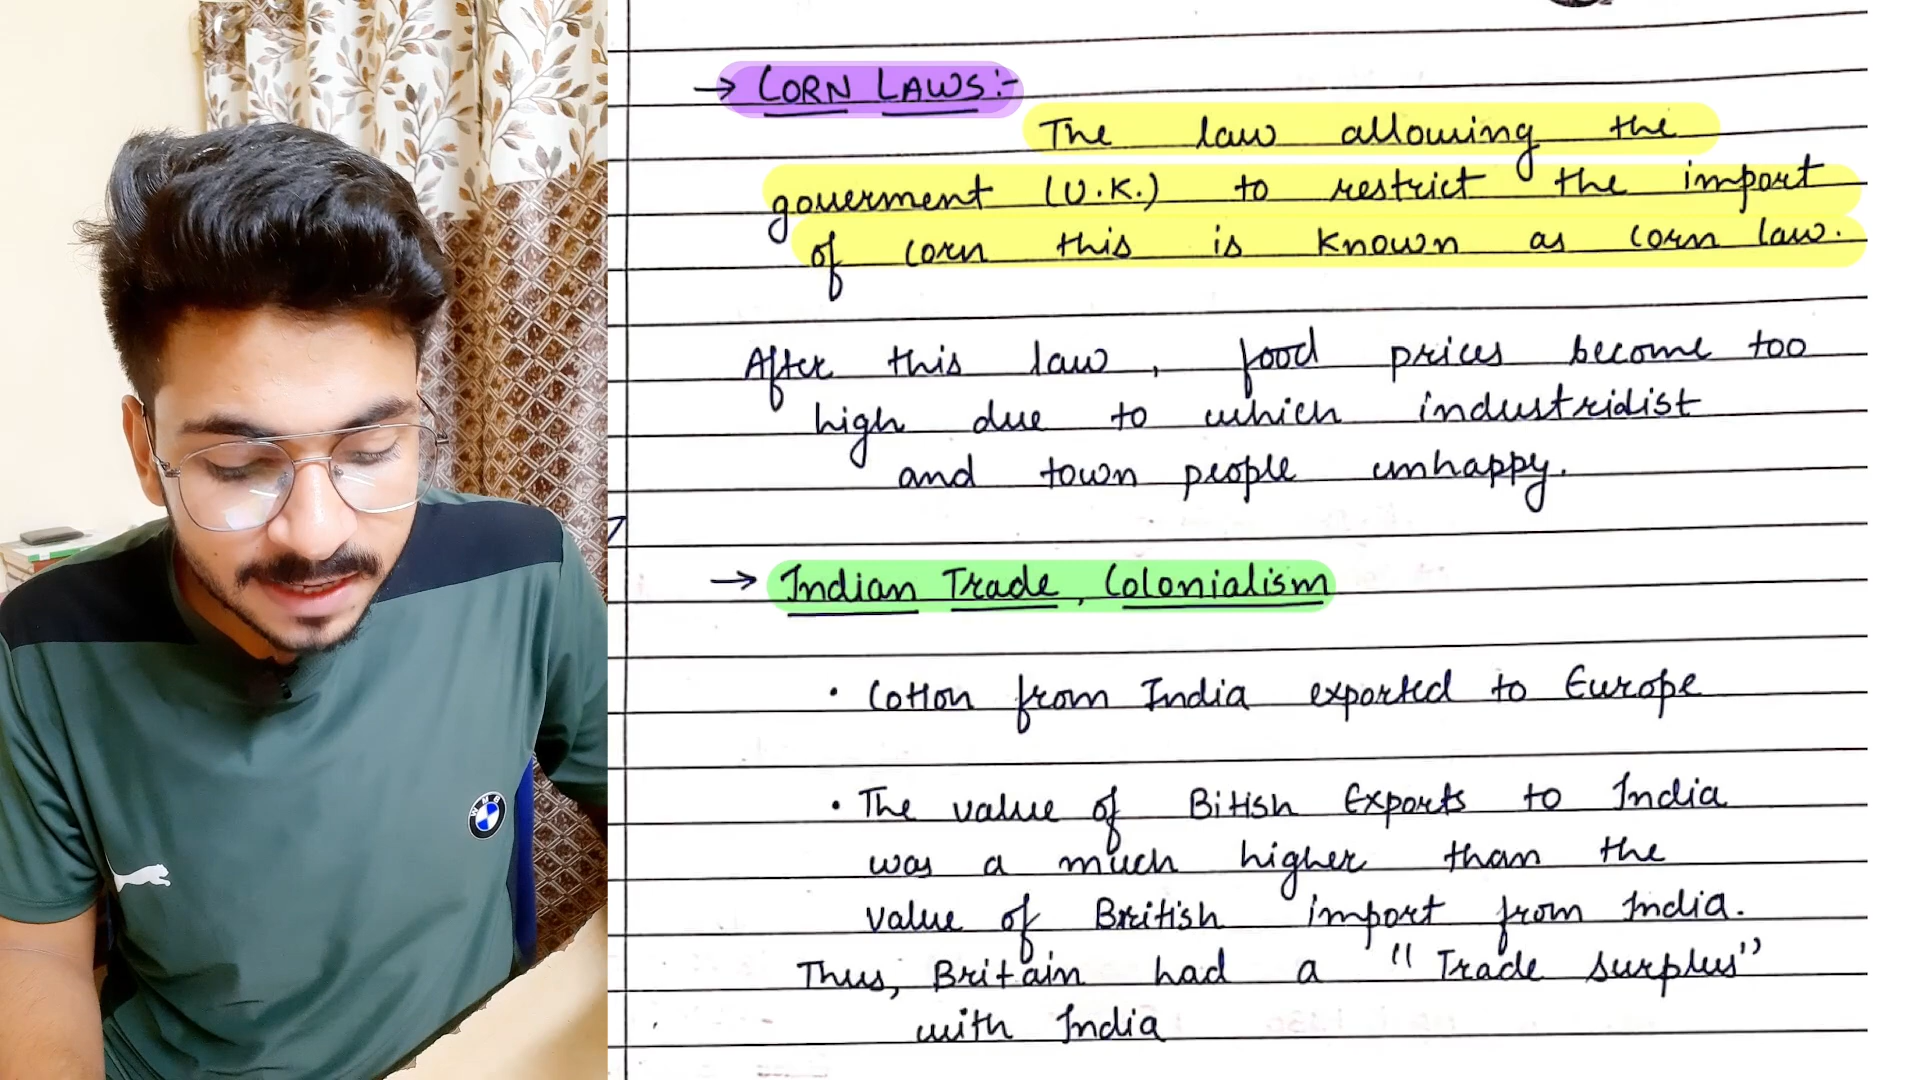 → CORN LAWS:-
The law allowing the
gouerment (U.K.) to restrict the import
of corn this is known as corn law.
After this law, food prices become too
high due to which industridist
and town people unhappy.
→ Indian Trade, Colonialism
• Cotton from India exported to Europe
• The value of Bitish Exports to India
was a much higher than the
value of British import from India.
Thus, Britain had a "Trade surplus"
with India
BMW